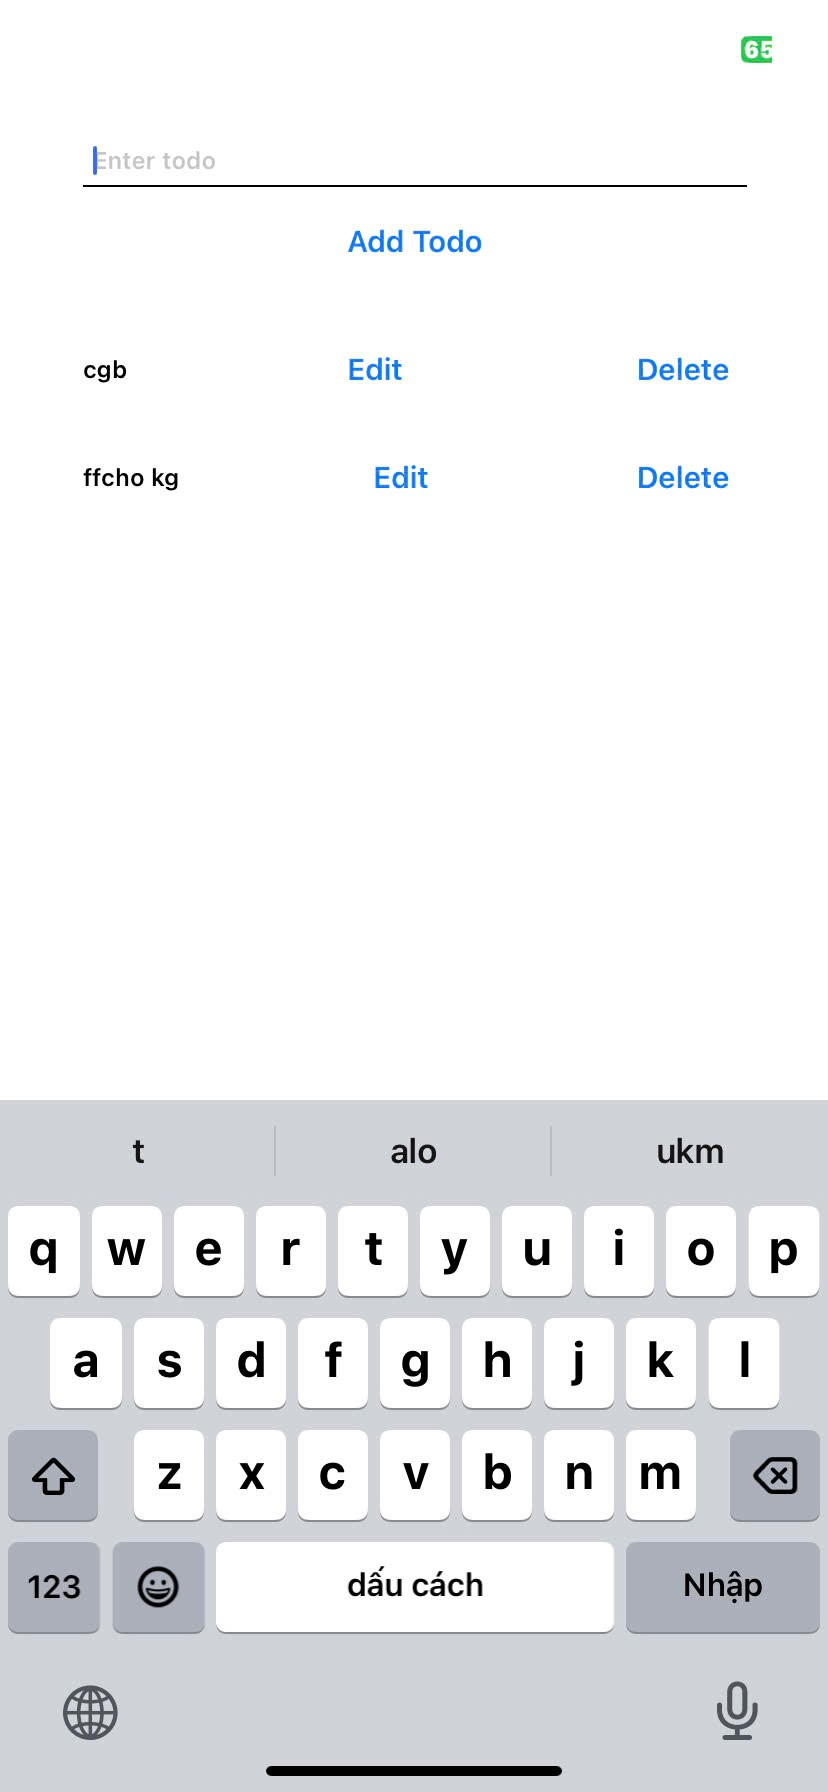 65
Enter todo
Add Todo
cgb Edit Delete
ffcho kg Edit Delete
t alo ukm
q w e r t y u i o p
a s d f g h j k l
z x c v b n m
123 dấu cách Nhập